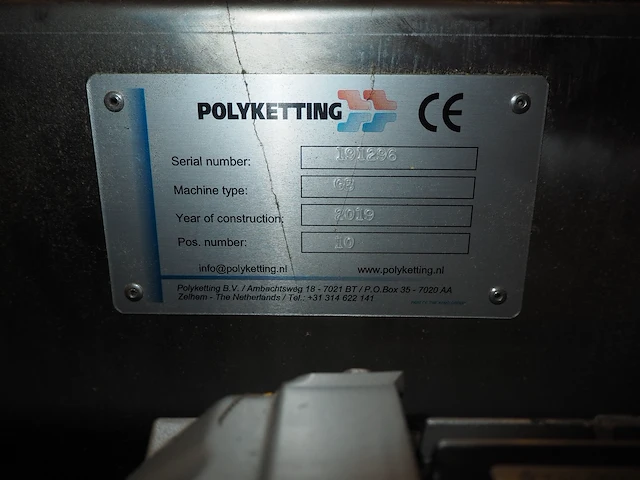 POLYKETTING CE
Serial number: 191296
Machine type:
Year of construction: 2019
Pos. number: 10
info@polyketting.nl www.polyketting.nl
Polyketting B.V. / Ambachtsweg 18 - 7021 BT / P.O.Box 35 - 7020 AA
Zelhem - The Netherlands / Tel.: +31 314 622 141